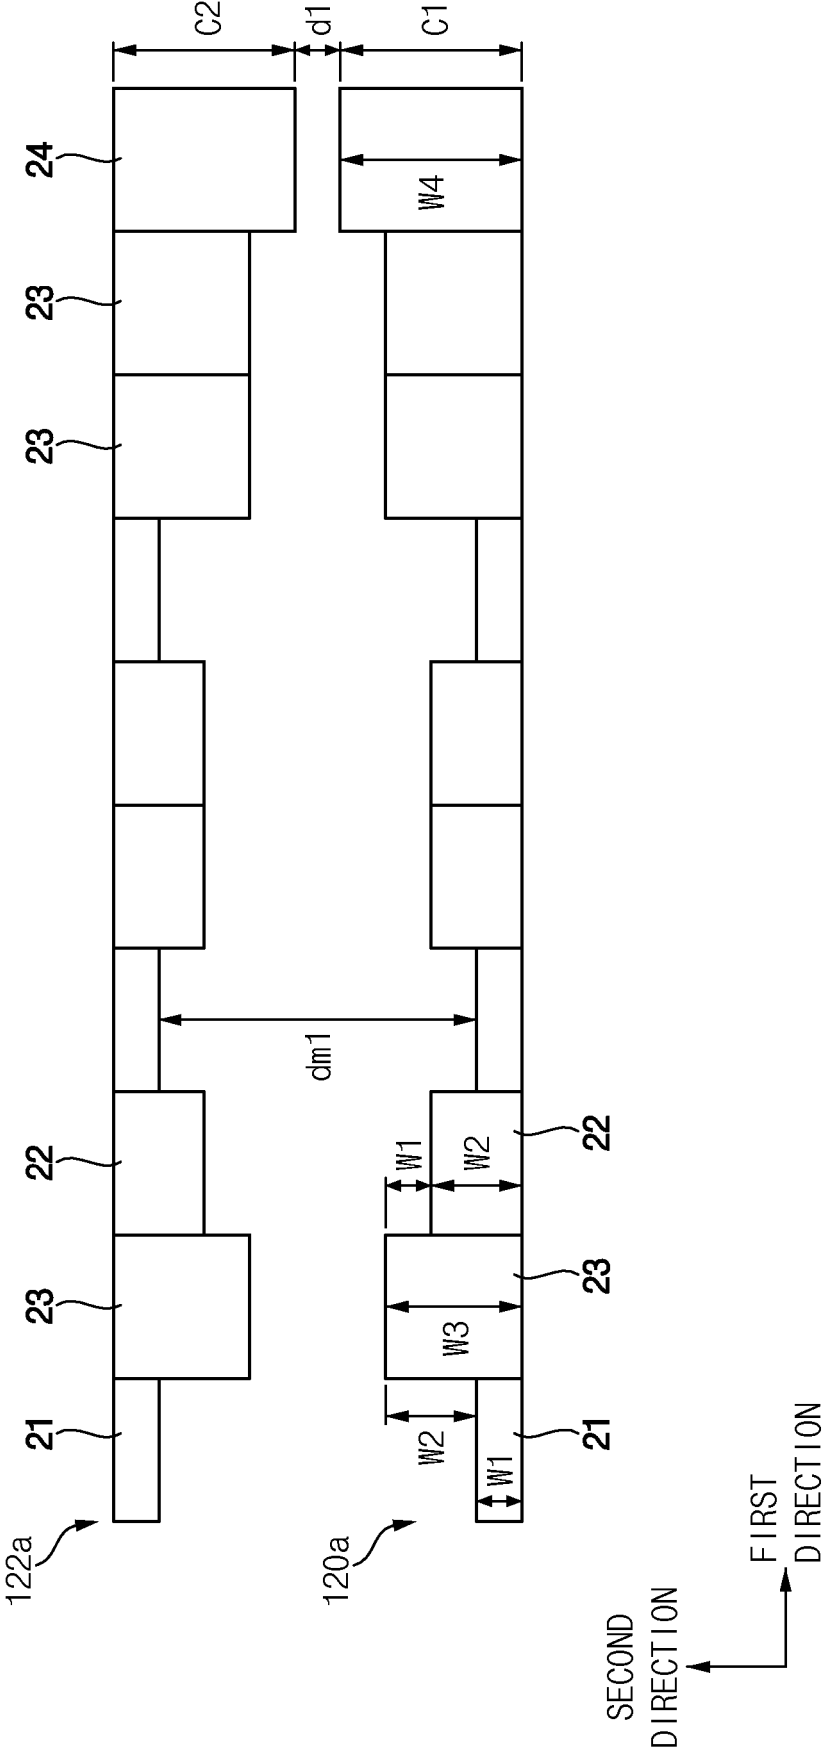 C2
d1
C1
24
23
23
W4
dm1
22
W1
W2
22
23
W3
23
21
W2
W1
21
122a
120a
SECOND
DIRECTION
FIRST
DIRECTION